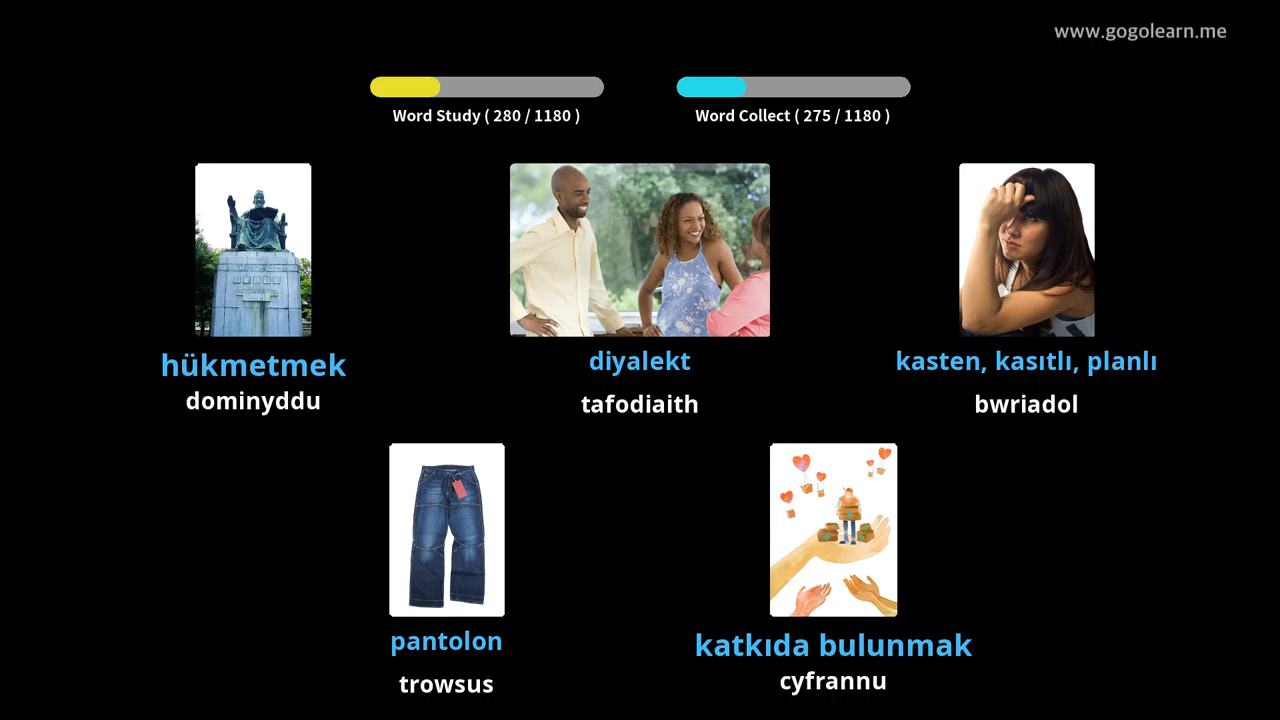 www.gogolearn.me
Word Study ( 280 / 1180 )
Word Collect ( 275 / 1180 )
hükmetmek
dominyddu
diyalekt
tafodiaith
kasten, kasıtlı, planlı
bwriadol
pantolon
trowsus
katkıda bulunmak
cyfrannu